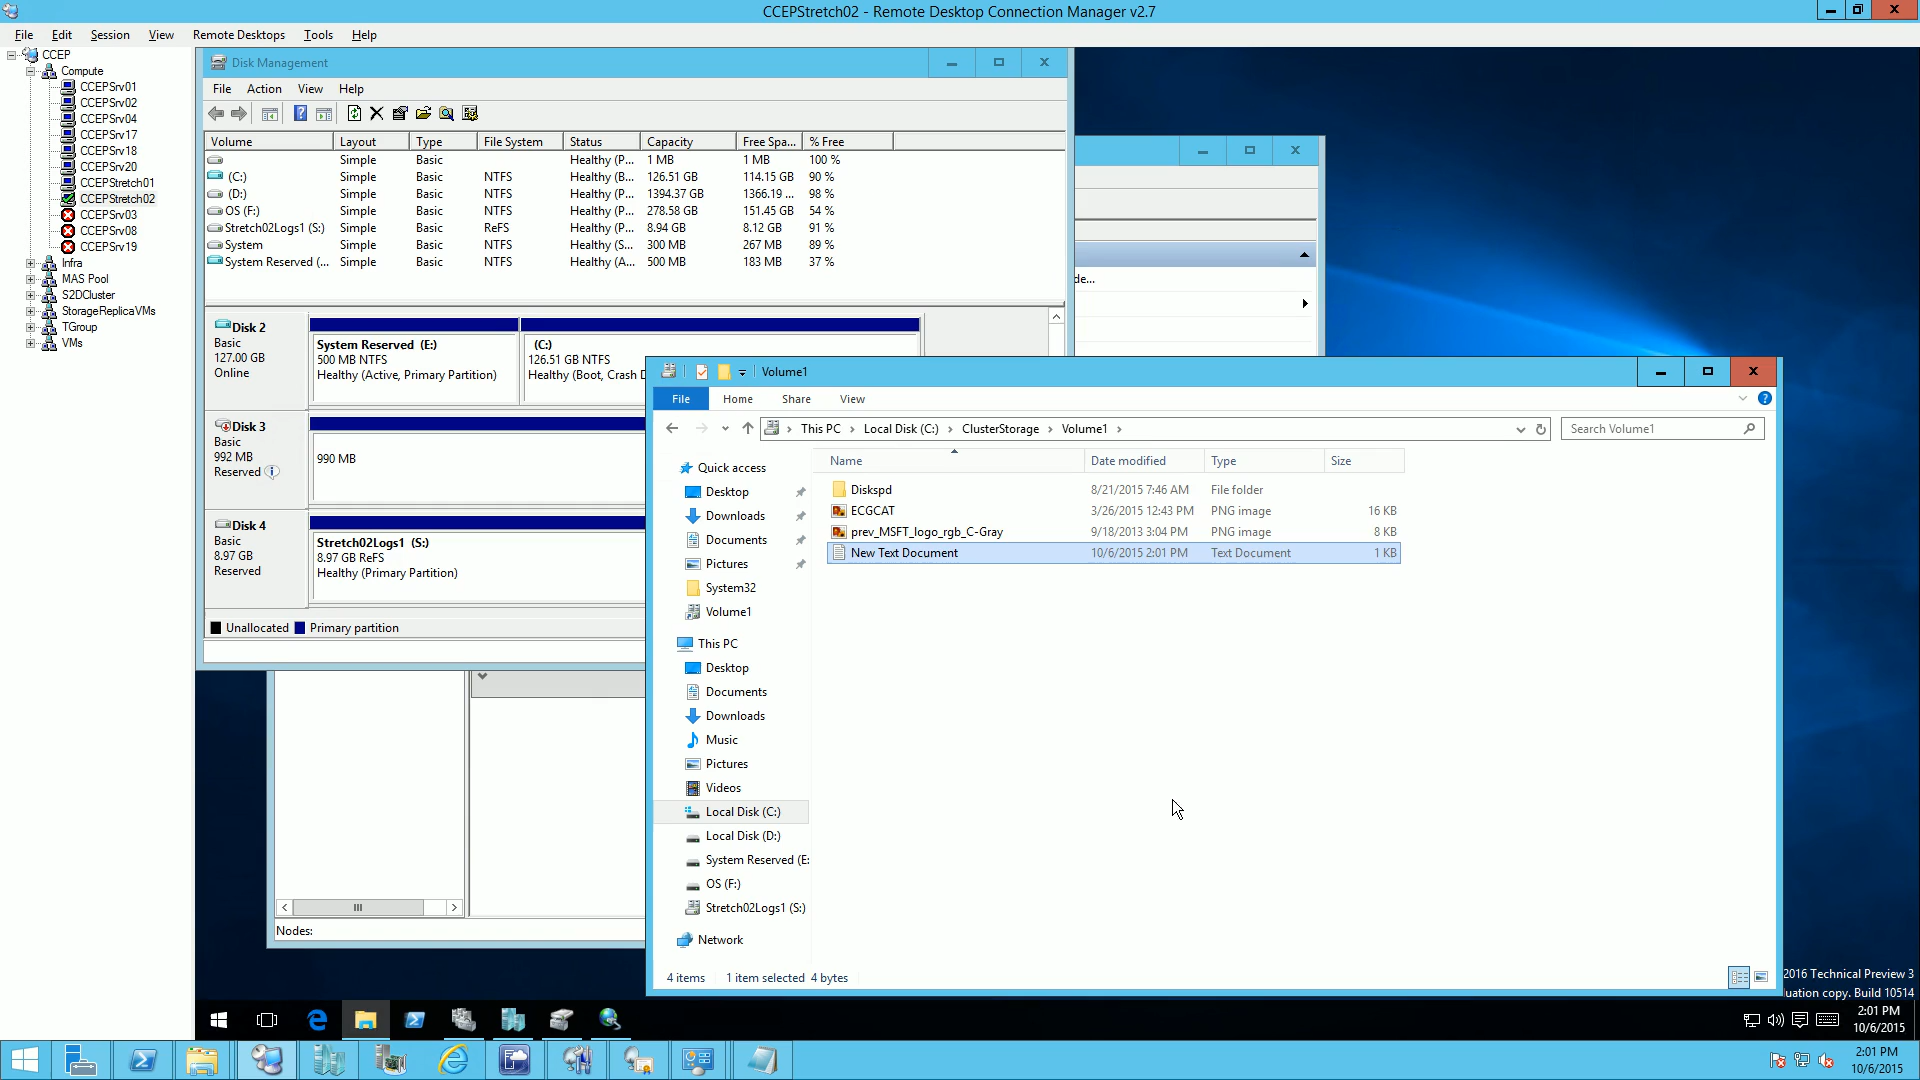 CCEPStretch02 - Remote Desktop Connection Manager v2.7
File Edit Session View Remote Desktops Tools Help
CCEP
Compute
CCEPSrv01
CCEPSrv02
CCEPSrv04
CCEPSrv17
CCEPSrv18
CCEPSrv20
CCEPStretch01
CCEPStretch02
CCEPSrv03
CCEPSrv08
CCEPSrv19
Infra
MAS Pool
S2DCluster
StorageReplicaVMs
TGroup
VMs
Disk Management
File Action View Help
Volume Layout Type File System Status Capacity Free Spa... % Free
Simple Basic Healthy (P... 1 MB 1 MB 100 %
(C:) Simple Basic NTFS Healthy (B... 126.51 GB 114.15 GB 90 %
(D:) Simple Basic NTFS Healthy (P... 1394.37 GB 1366.19 ... 98 %
OS (F:) Simple Basic NTFS Healthy (P... 278.58 GB 151.45 GB 54 %
Stretch02Logs1 (S:) Simple Basic ReFS Healthy (P... 8.94 GB 8.12 GB 91 %
System Simple Basic NTFS Healthy (S... 300 MB 267 MB 89 %
System Reserved (... Simple Basic NTFS Healthy (A... 500 MB 183 MB 37 %
Disk 2
Basic
127.00 GB
Online
System Reserved (E:)
500 MB NTFS
Healthy (Active, Primary Partition)
(C:)
126.51 GB NTFS
Healthy (Boot, Crash D
Disk 3
Basic
992 MB
Reserved
990 MB
Disk 4
Basic
8.97 GB
Reserved
Stretch02Logs1 (S:)
8.97 GB ReFS
Healthy (Primary Partition)
Unallocated Primary partition
de...
Nodes:
Volume1
File Home Share View
This PC Local Disk (C:) ClusterStorage Volume1
Search Volume1
Quick access
Desktop
Downloads
Documents
Pictures
System32
Volume1
This PC
Desktop
Documents
Downloads
Music
Pictures
Videos
Local Disk (C:)
Local Disk (D:)
System Reserved (E:
OS (F:)
Stretch02Logs1 (S:)
Network
Name Date modified Type Size
Diskspd 8/21/2015 7:46 AM File folder
ECGCAT 3/26/2015 12:43 PM PNG image 16 KB
prev_MSFT_logo_rgb_C-Gray 9/18/2013 3:04 PM PNG image 8 KB
New Text Document 10/6/2015 2:01 PM Text Document 1 KB
4 items 1 item selected 4 bytes
2016 Technical Preview 3
uation copy. Build 10514
2:01 PM
10/6/2015
2:01 PM
10/6/2015